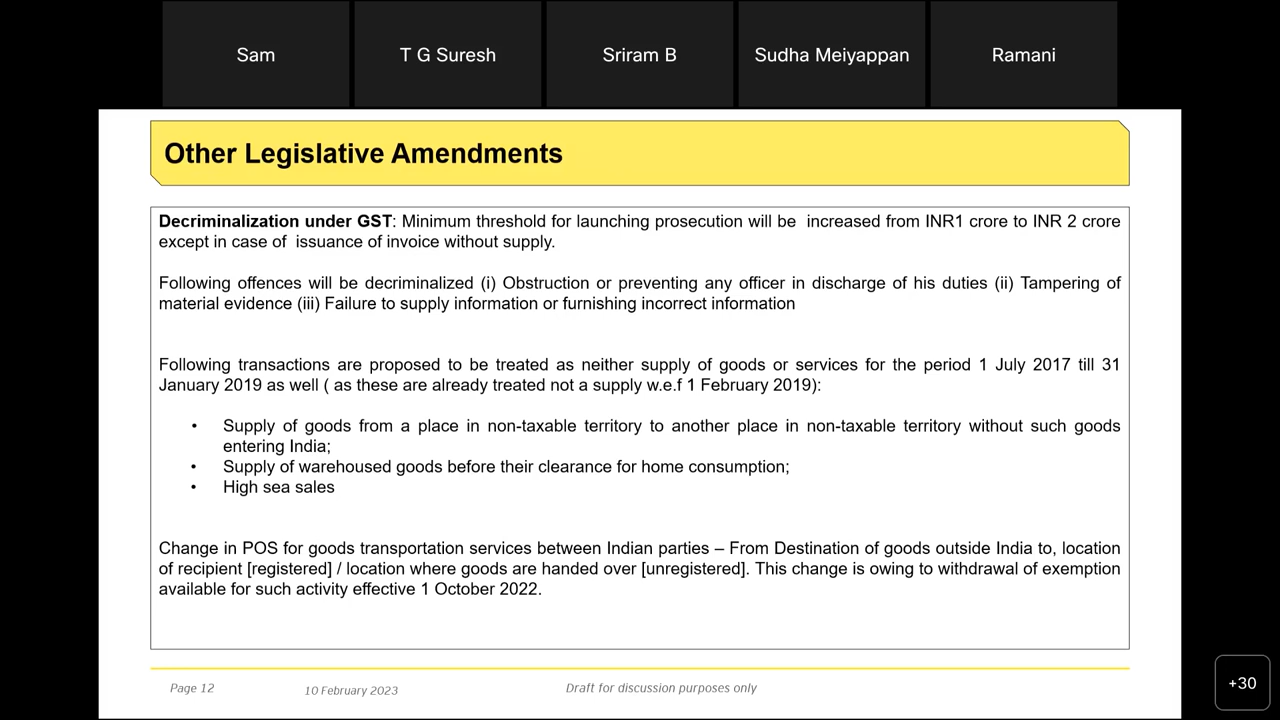 Sam
T G Suresh
Sriram B
Sudha Meiyappan
Ramani
Other Legislative Amendments
Decriminalization under GST: Minimum threshold for launching prosecution will be increased from INR1 crore to INR 2 crore
except in case of issuance of invoice without supply.
Following offences will be decriminalized (i) Obstruction or preventing any officer in discharge of his duties (ii) Tampering of
material evidence (iii) Failure to supply information or furnishing incorrect information
Following transactions are proposed to be treated as neither supply of goods or services for the period 1 July 2017 till 31
January 2019 as well ( as these are already treated not a supply w.e.f 1 February 2019):
• Supply of goods from a place in non-taxable territory to another place in non-taxable territory without such goods
entering India;
• Supply of warehoused goods before their clearance for home consumption;
• High sea sales
Change in POS for goods transportation services between Indian parties – From Destination of goods outside India to, location
of recipient [registered] / location where goods are handed over [unregistered]. This change is owing to withdrawal of exemption
available for such activity effective 1 October 2022.
Page 12
10 February 2023
Draft for discussion purposes only
+30